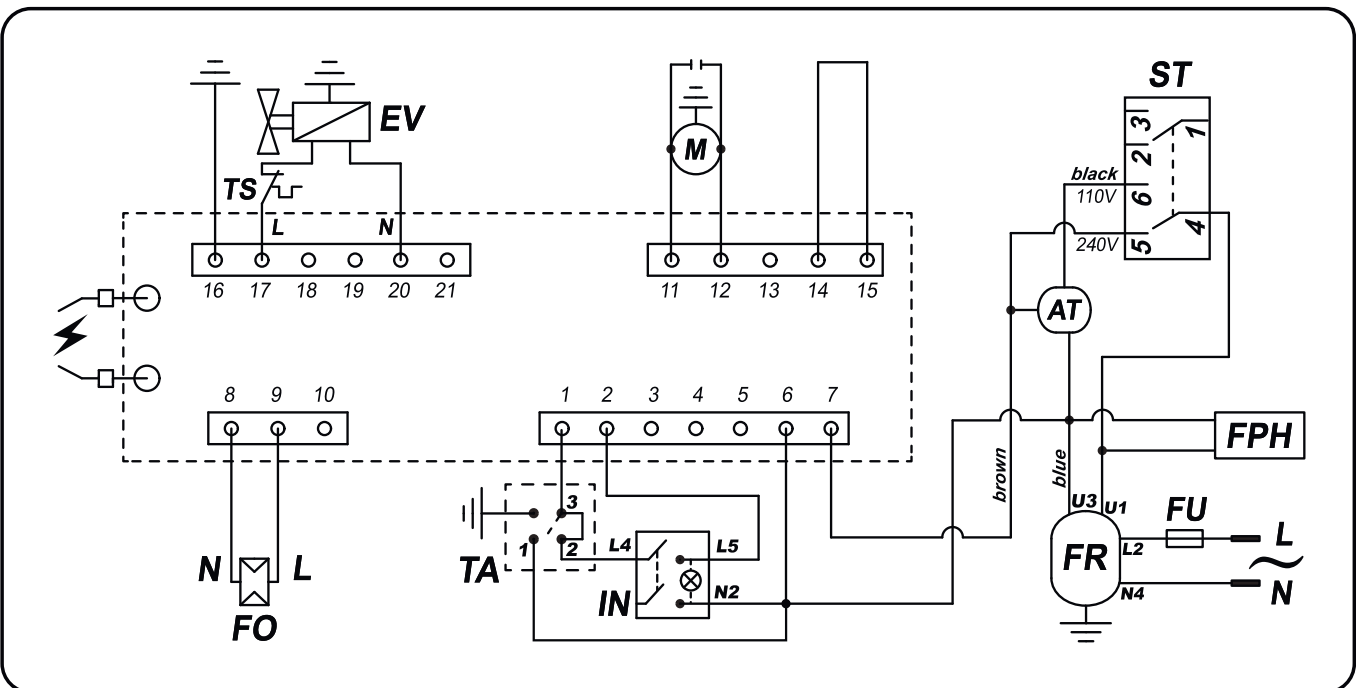 ST
EV
M
3
1
2
TS
black
110V
6
4
L
N
240V
5
16 17 18 19 20 21
11 12 13 14 15
AT
8 9 10
1 2 3 4 5 6 7
FPH
brown
blue
3
U3
U1
FU
1
2
L4
L5
FR
L2
L
TA
N
L
IN
N2
N4
N
FO